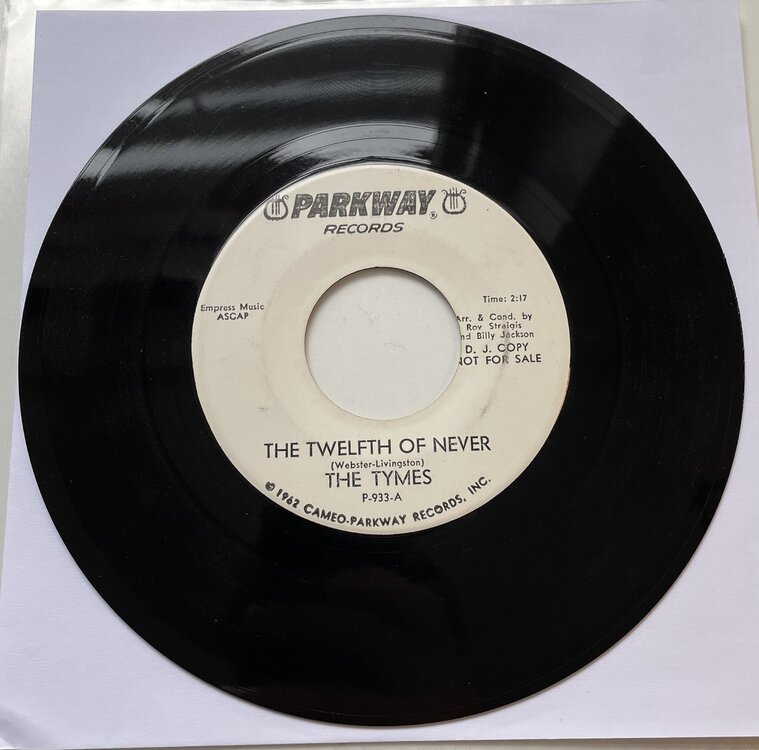 PARKWAY®
RECORDS
Empress Music
ASCAP
Time: 2:17
Arr. & Cond. by
Roy Straigis
nd Billy Jackson
D. J. COPY
NOT FOR SALE
THE TWELFTH OF NEVER
(Webster-Livingston)
THE TYMES
P-933-A
© 1962 CAMEO-PARKWAY RECORDS, INC.